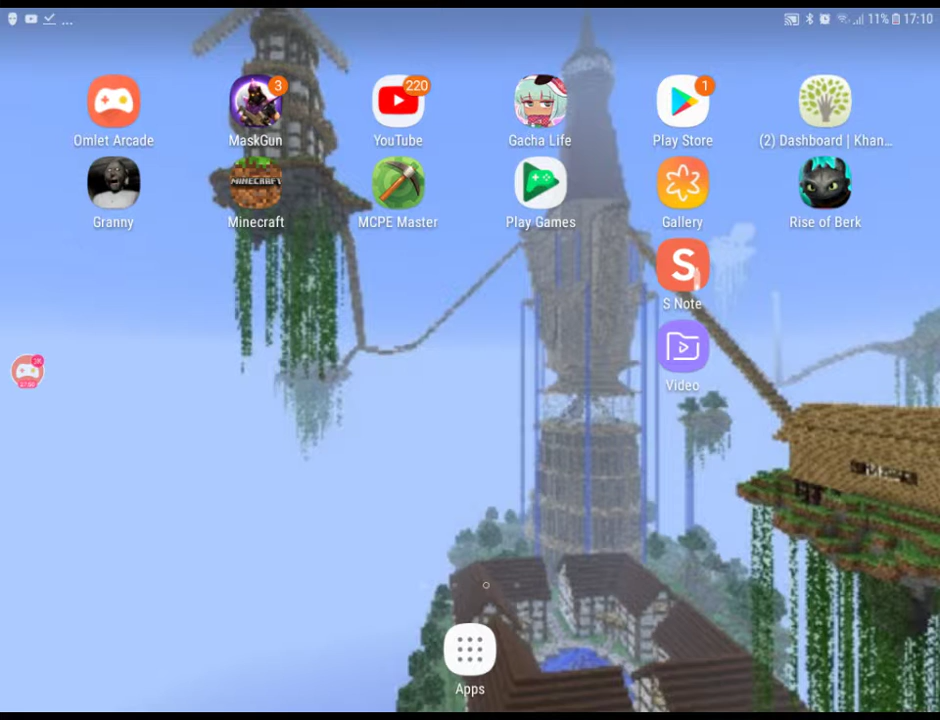 ... 11% 17:10
3 220 1
Omlet Arcade MaskGun YouTube Gacha Life Play Store (2) Dashboard | Khan...
MINECRAFT
Granny Minecraft MCPE Master Play Games Gallery Rise of Berk
S
S Note
Video
Apps